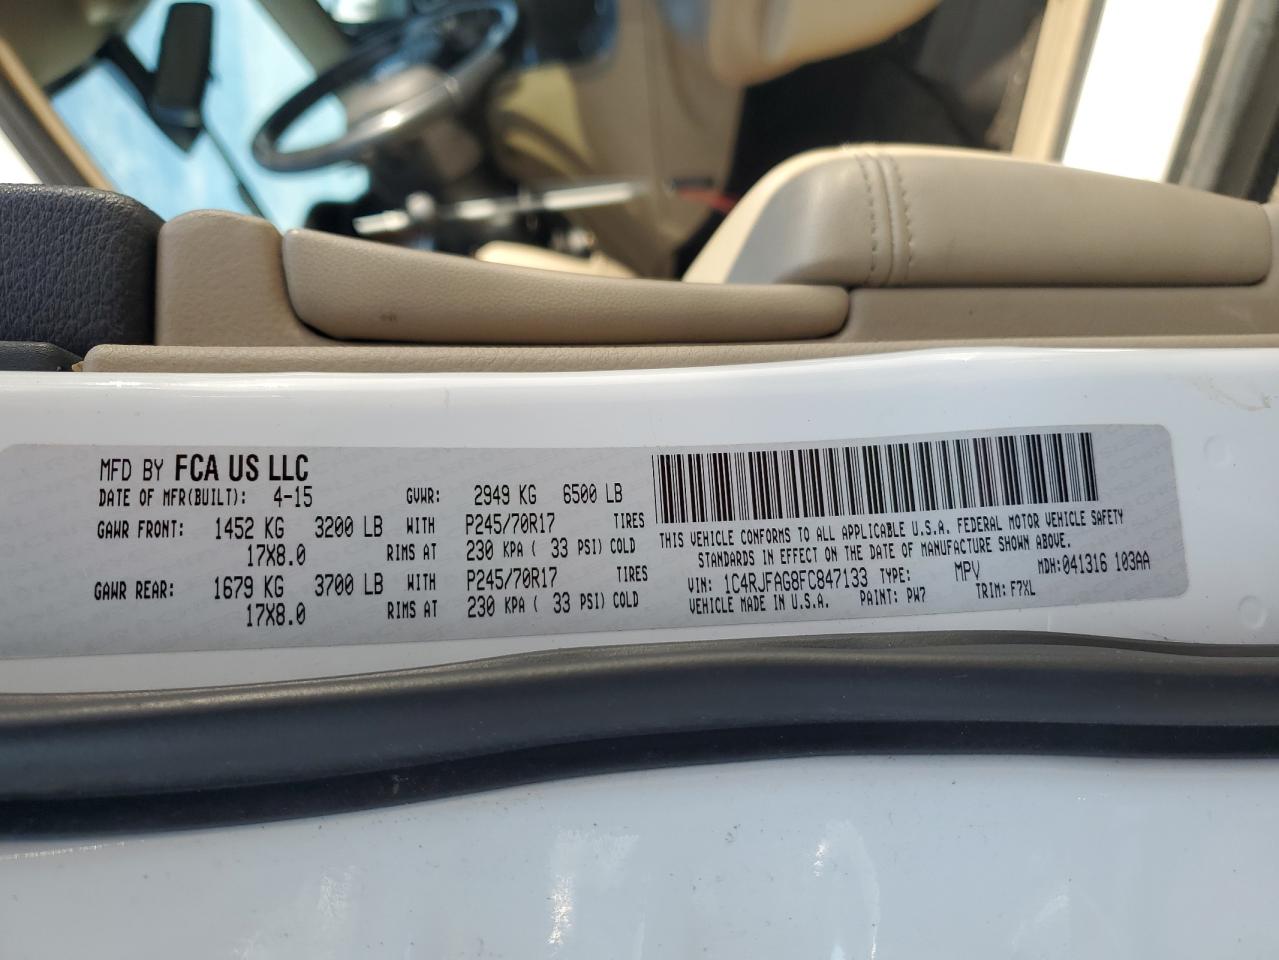 MFD BY FCA US LLC
DATE OF MFR(BUILT): 4-15 GVWR: 2949 KG 6500 LB
GAWR FRONT: 1452 KG 3200 LB WITH P245/70R17 TIRES
17X8.0 RIMS AT 230 KPA ( 33 PSI) COLD
GAWR REAR: 1679 KG 3700 LB WITH P245/70R17 TIRES
17X8.0 RIMS AT 230 KPA ( 33 PSI) COLD
THIS VEHICLE CONFORMS TO ALL APPLICABLE U.S.A. FEDERAL MOTOR VEHICLE SAFETY
STANDARDS IN EFFECT ON THE DATE OF MANUFACTURE SHOWN ABOVE.
VIN: 1C4RJFAG8FC847133 TYPE: MPV MDH:041316 103AA
VEHICLE MADE IN U.S.A. PAINT: PW7 TRIM: F7XL